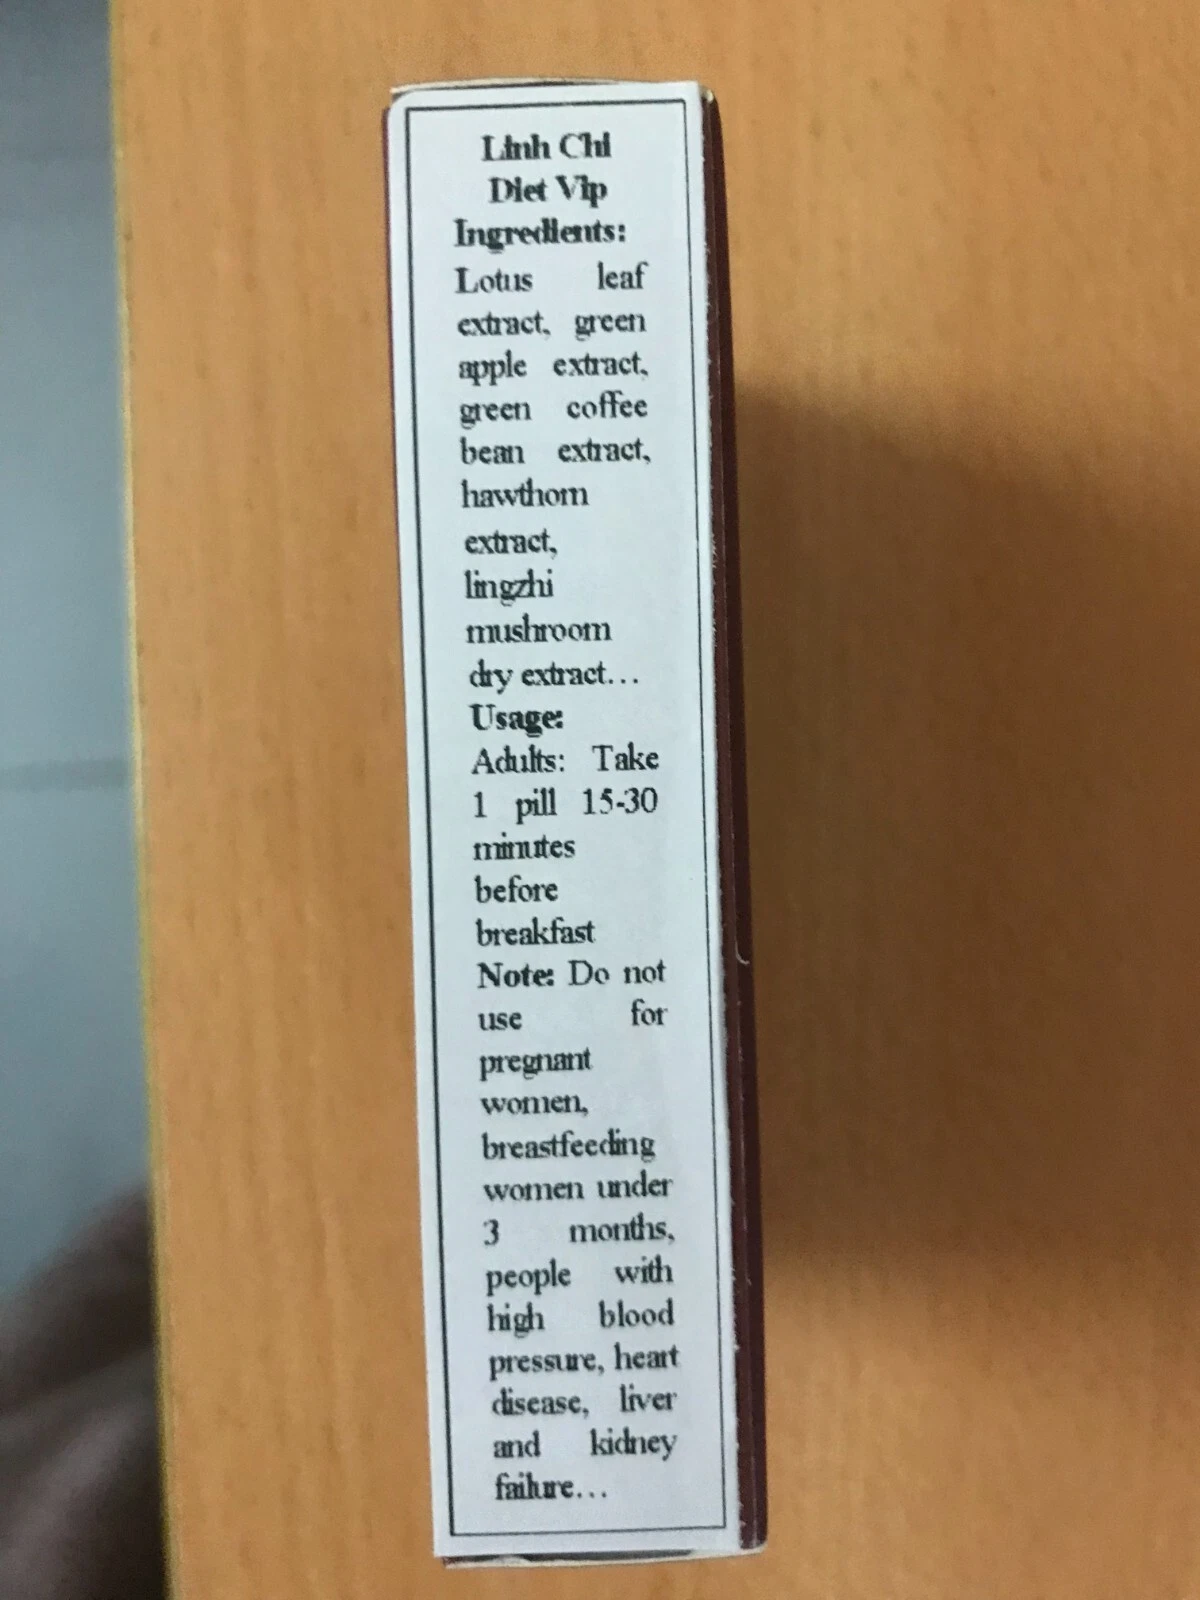 Linh Chi
Diet Vip
Ingredients:
Lotus leaf
extract, green
apple extract,
green coffee
bean extract,
hawthorn
extract,
lingzhi
mushroom
dry extract…
Usage:
Adults: Take
1 pill 15-30
minutes
before
breakfast
Note: Do not
use for
pregnant
women,
breastfeeding
women under
3 months,
people with
high blood
pressure, heart
disease, liver
and kidney
failure…